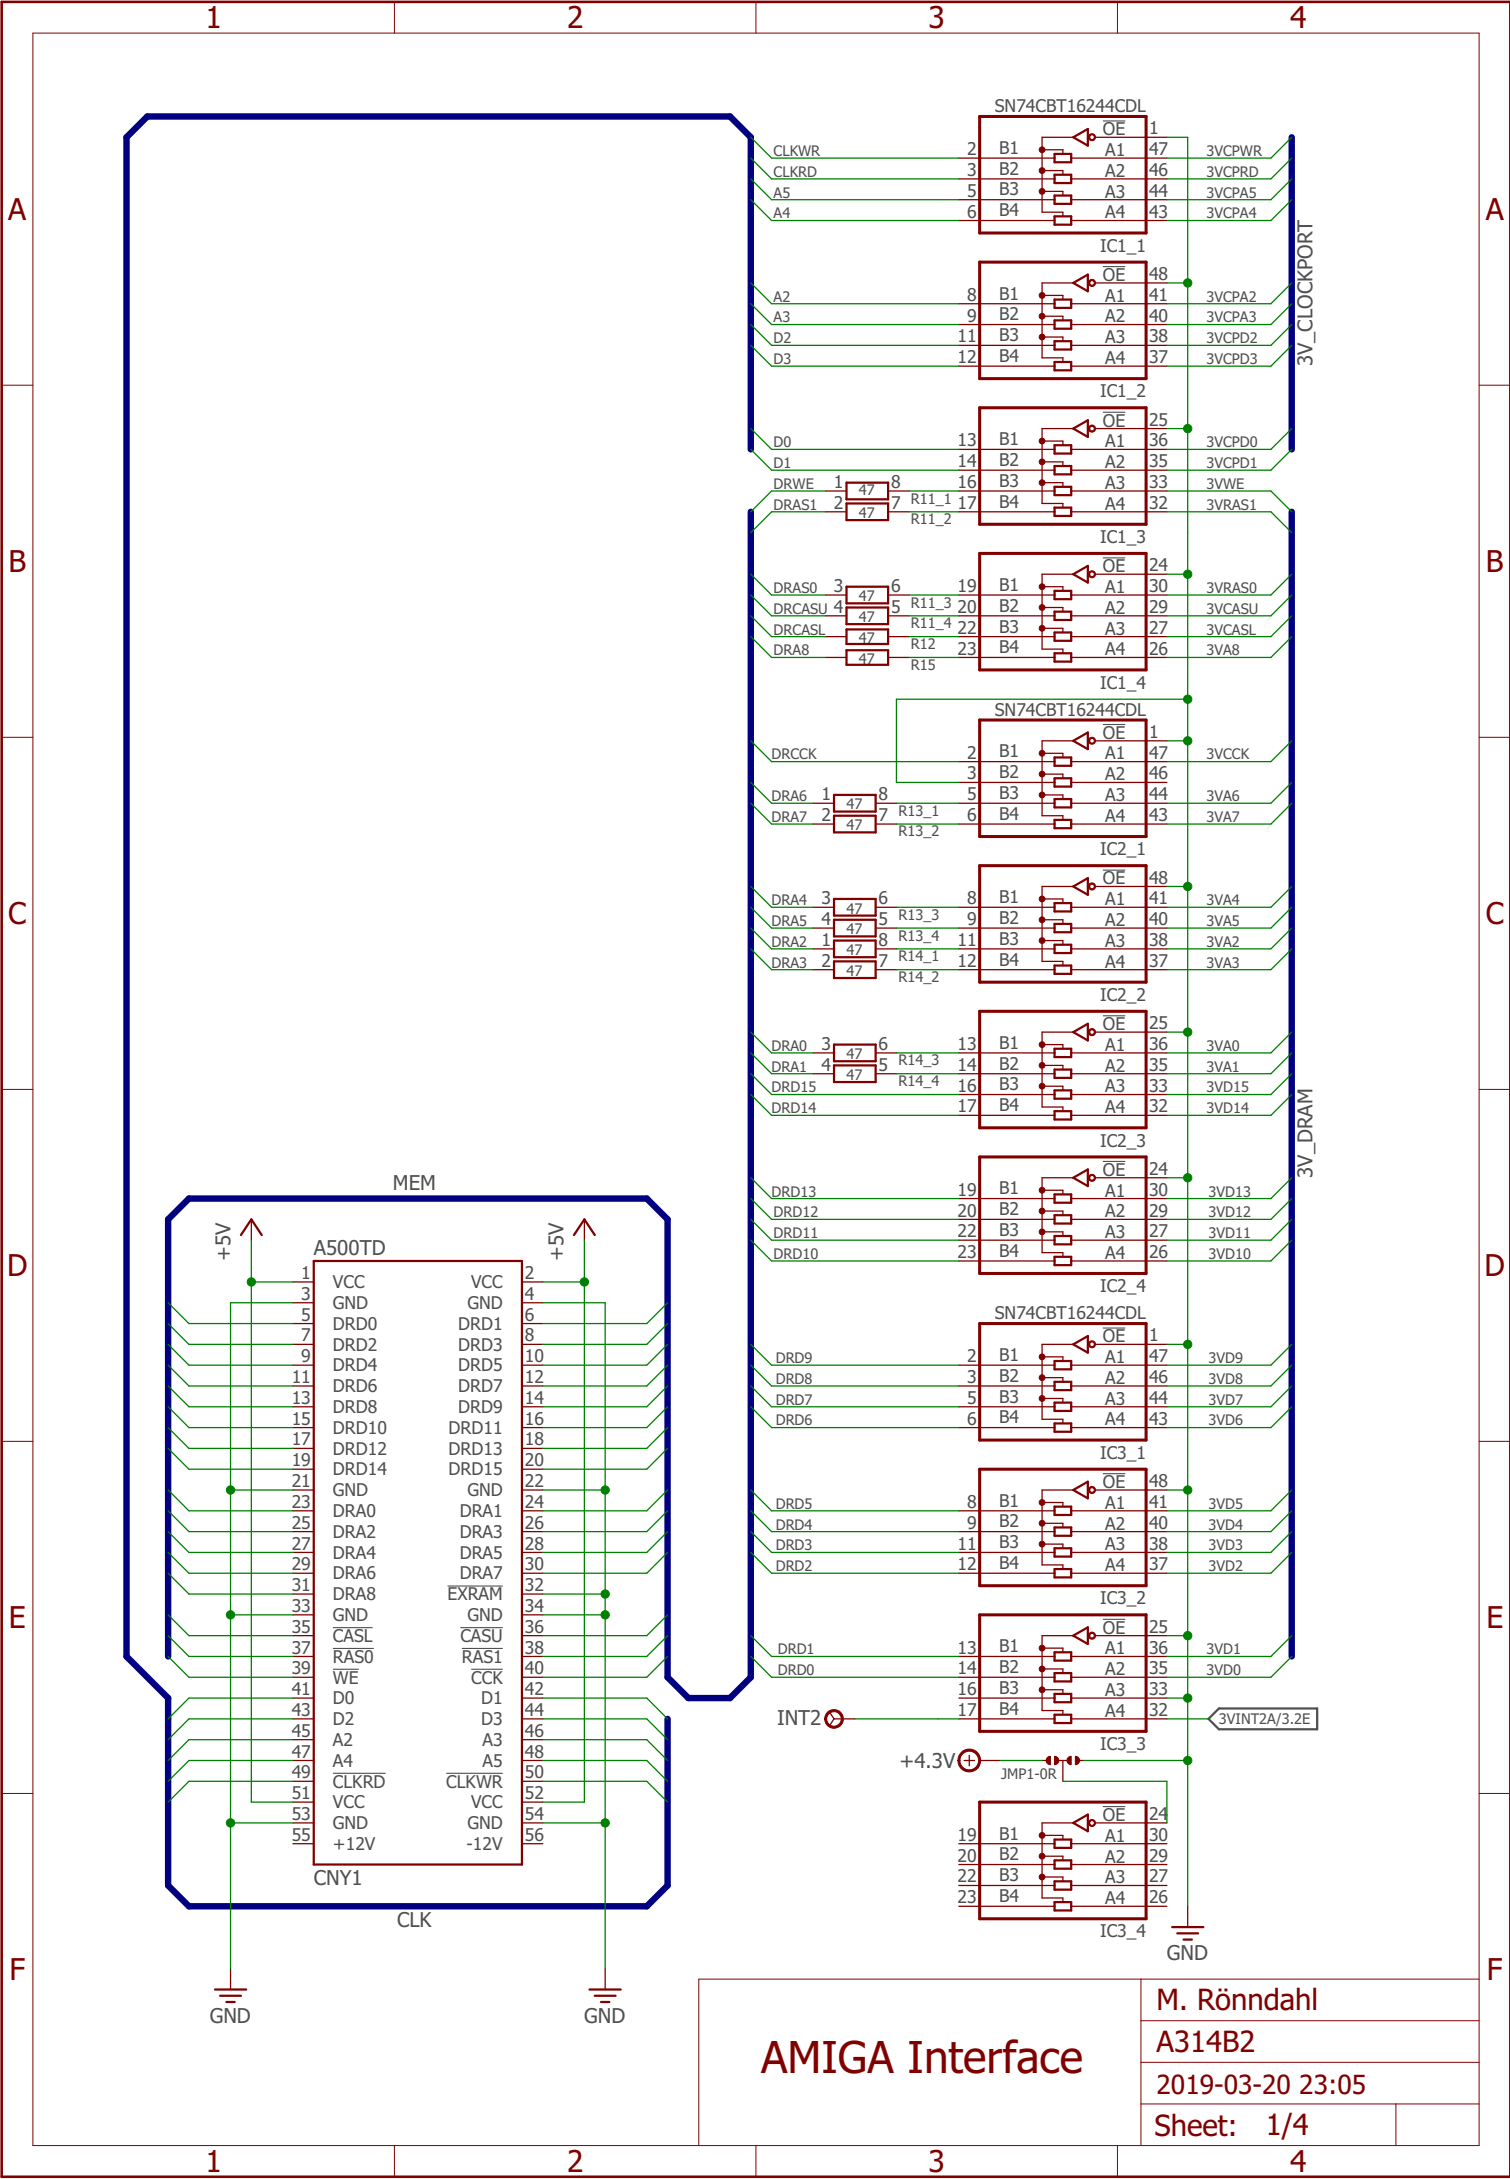 1 2 3 4
A A
B B
C C
D D
E E
F F
SN74CBT16244CDL
OE 1
CLKWR 2 B1 A1 47 3VCPWR
CLKRD 3 B2 A2 46 3VCPRD
A5 5 B3 A3 44 3VCPA5
A4 6 B4 A4 43 3VCPA4
IC1_1
3V_CLOCKPORT
OE 48
A2 8 B1 A1 41 3VCPA2
A3 9 B2 A2 40 3VCPA3
D2 11 B3 A3 38 3VCPD2
D3 12 B4 A4 37 3VCPD3
IC1_2
OE 25
D0 13 B1 A1 36 3VCPD0
D1 14 B2 A2 35 3VCPD1
DRWE 1 47 8 R11_1 16 B3 A3 33 3VWE
DRAS1 2 47 7 R11_2 17 B4 A4 32 3VRAS1
IC1_3
OE 24
DRAS0 3 47 6 R11_3 19 B1 A1 30 3VRAS0
DRCASU 4 47 5 R11_4 20 B2 A2 29 3VCASU
DRCASL 47 R12 22 B3 A3 27 3VCASL
DRA8 47 R15 23 B4 A4 26 3VA8
IC1_4
SN74CBT16244CDL
OE 1
DRCCK 2 B1 A1 47 3VCCK
3 B2 A2 46
DRA6 1 47 8 R13_1 5 B3 A3 44 3VA6
DRA7 2 47 7 R13_2 6 B4 A4 43 3VA7
IC2_1
OE 48
DRA4 3 47 6 R13_3 8 B1 A1 41 3VA4
DRA5 4 47 5 R13_4 9 B2 A2 40 3VA5
DRA2 1 47 8 R14_1 11 B3 A3 38 3VA2
DRA3 2 47 7 R14_2 12 B4 A4 37 3VA3
IC2_2
OE 25
DRA0 3 47 6 R14_3 13 B1 A1 36 3VA0
DRA1 4 47 5 R14_4 14 B2 A2 35 3VA1
DRD15 16 B3 A3 33 3VD15
DRD14 17 B4 A4 32 3VD14
IC2_3
3V_DRAM
OE 24
DRD13 19 B1 A1 30 3VD13
DRD12 20 B2 A2 29 3VD12
DRD11 22 B3 A3 27 3VD11
DRD10 23 B4 A4 26 3VD10
IC2_4
SN74CBT16244CDL
OE 1
DRD9 2 B1 A1 47 3VD9
DRD8 3 B2 A2 46 3VD8
DRD7 5 B3 A3 44 3VD7
DRD6 6 B4 A4 43 3VD6
IC3_1
OE 48
DRD5 8 B1 A1 41 3VD5
DRD4 9 B2 A2 40 3VD4
DRD3 11 B3 A3 38 3VD3
DRD2 12 B4 A4 37 3VD2
IC3_2
OE 25
DRD1 13 B1 A1 36 3VD1
DRD0 14 B2 A2 35 3VD0
16 B3 A3 33
INT2 17 B4 A4 32 3VINT2A/3.2E
IC3_3
+4.3V JMP1-0R
OE 24
19 B1 A1 30
20 B2 A2 29
22 B3 A3 27
23 B4 A4 26
IC3_4
GND
MEM
+5V +5V
A500TD
1 VCC VCC 2
3 GND GND 4
5 DRD0 DRD1 6
7 DRD2 DRD3 8
9 DRD4 DRD5 10
11 DRD6 DRD7 12
13 DRD8 DRD9 14
15 DRD10 DRD11 16
17 DRD12 DRD13 18
19 DRD14 DRD15 20
21 GND GND 22
23 DRA0 DRA1 24
25 DRA2 DRA3 26
27 DRA4 DRA5 28
29 DRA6 DRA7 30
31 DRA8 EXRAM 32
33 GND GND 34
35 CASL CASU 36
37 RAS0 RAS1 38
39 WE CCK 40
41 D0 D1 42
43 D2 D3 44
45 A2 A3 46
47 A4 A5 48
49 CLKRD CLKWR 50
51 VCC VCC 52
53 GND GND 54
55 +12V -12V 56
CNY1
CLK
GND GND
AMIGA Interface
M. Rönndahl
A314B2
2019-03-20 23:05
Sheet: 1/4
1 2 3 4